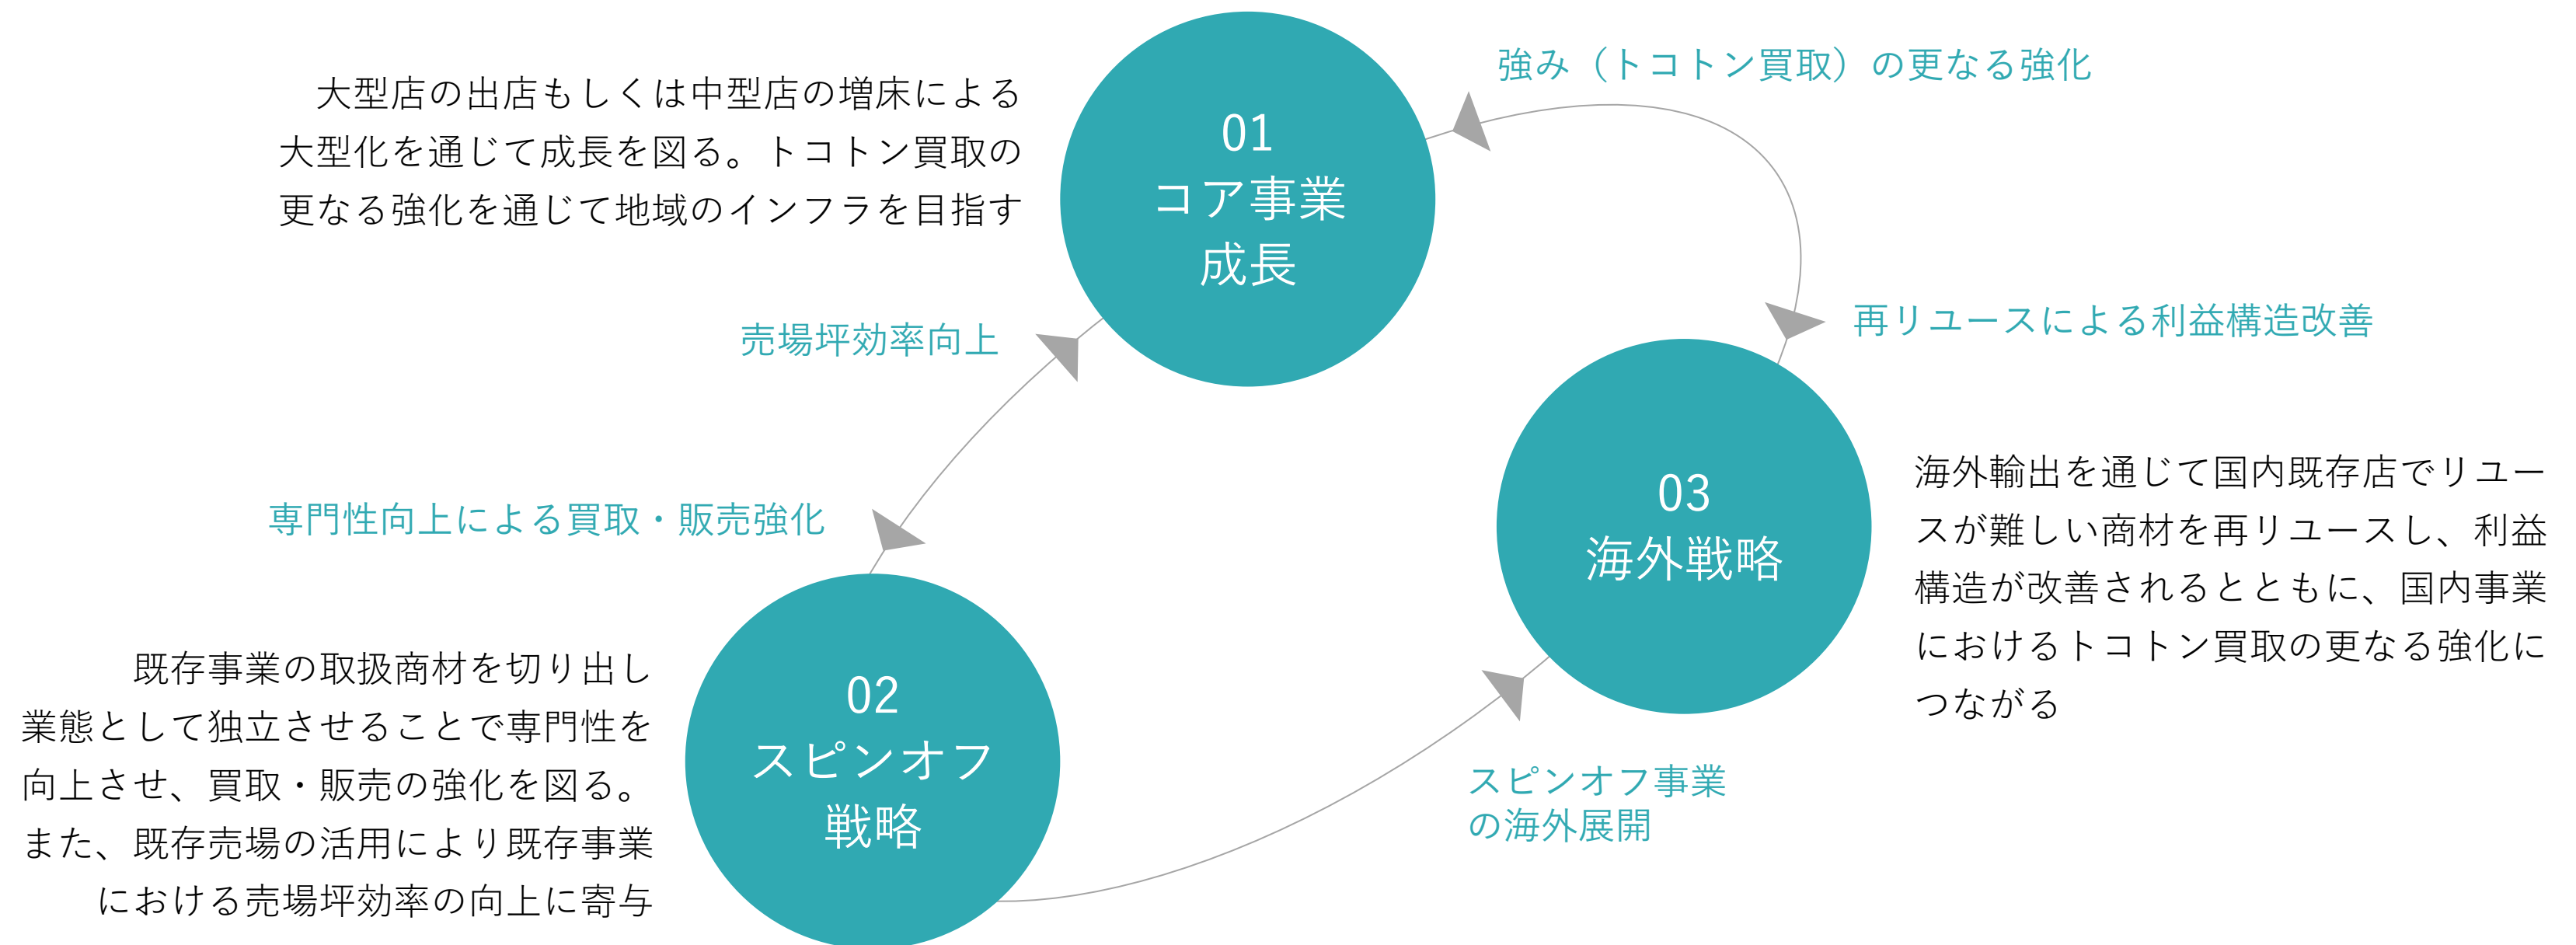 大型店の出店もしくは中型店の増床による
大型化を通じて成長を図る。トコトン買取の
更なる強化を通じて地域のインフラを目指す
01
コア事業
成長
強み（トコトン買取）の更なる強化
売場坪効率向上
再リユースによる利益構造改善
専門性向上による買取・販売強化
03
海外戦略
海外輸出を通じて国内既存店でリユー
スが難しい商材を再リユースし、利益
構造が改善されるとともに、国内事業
におけるトコトン買取の更なる強化に
つながる
02
スピンオフ
戦略
既存事業の取扱商材を切り出し
業態として独立させることで専門性を
向上させ、買取・販売の強化を図る。
また、既存売場の活用により既存事業
における売場坪効率の向上に寄与
スピンオフ事業
の海外展開